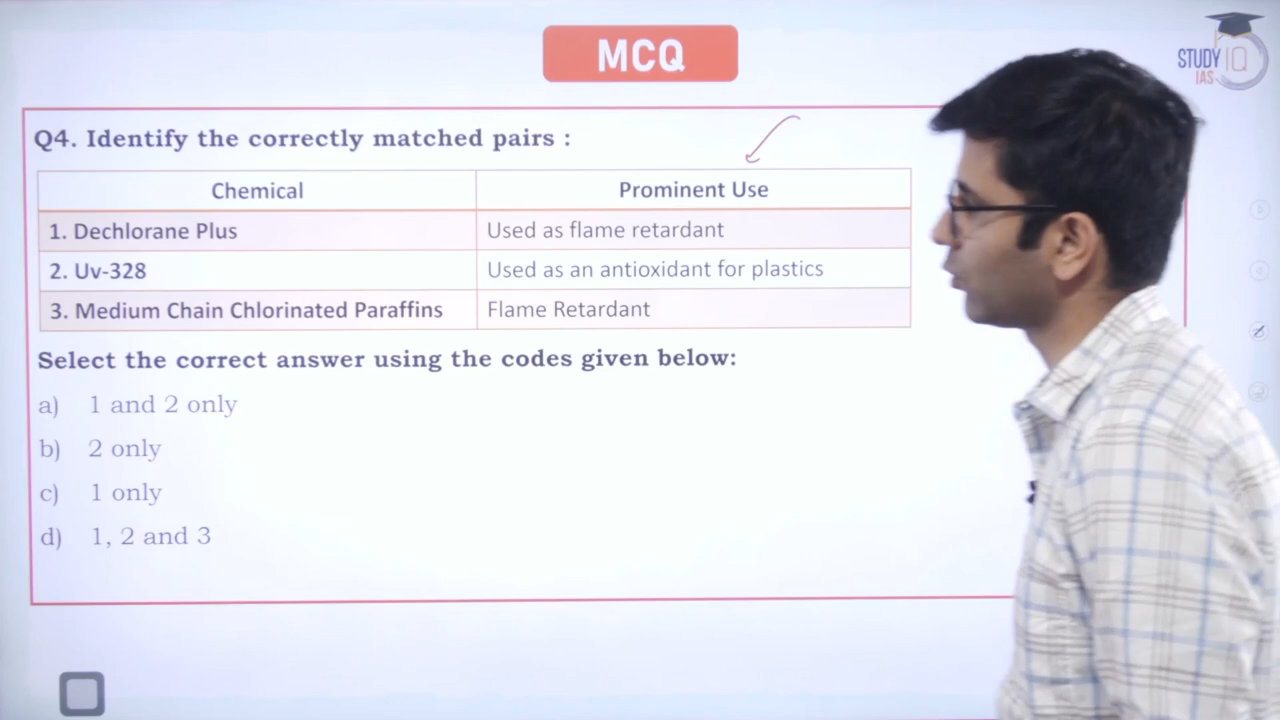 MCQ
STUDY IQ
IAS
Q4. Identify the correctly matched pairs :
Chemical Prominent Use
1. Dechlorane Plus Used as flame retardant
2. Uv-328 Used as an antioxidant for plastics
3. Medium Chain Chlorinated Paraffins Flame Retardant
Select the correct answer using the codes given below:
a) 1 and 2 only
b) 2 only
c) 1 only
d) 1, 2 and 3